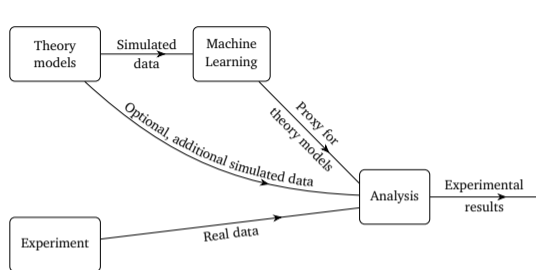 Theory
models
Simulated
data
Machine
Learning
Proxy for
theory models
Optional, additional simulated data
Analysis
Experimental
results
Experiment
Real data